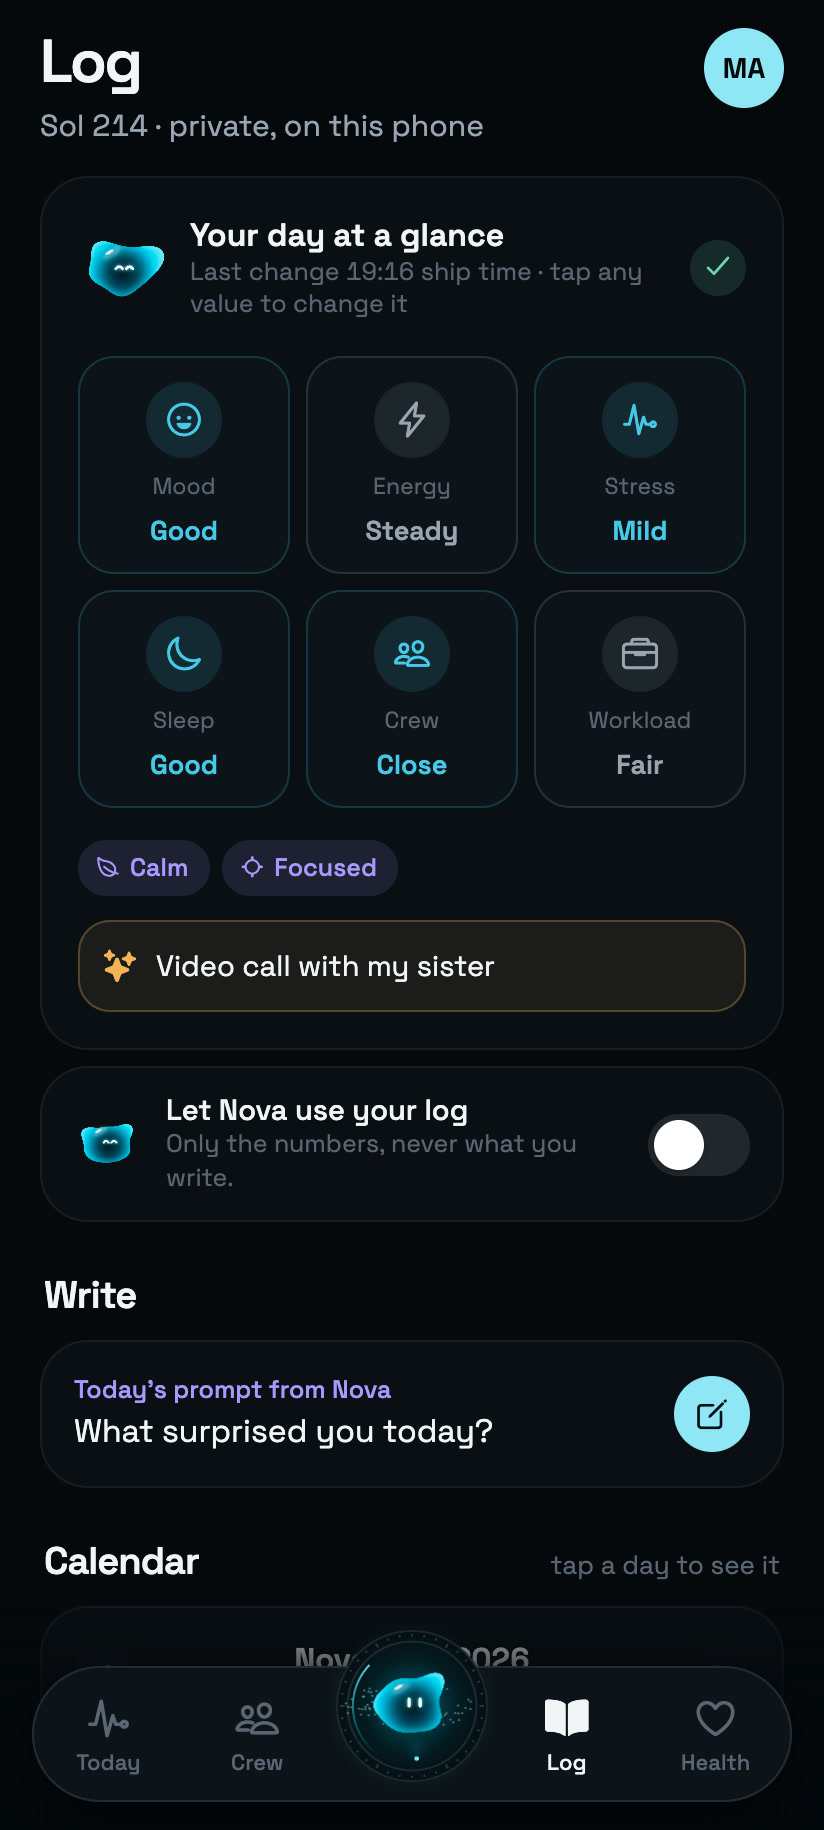 Log
MA
Sol 214 · private, on this phone
Your day at a glance
Last change 19:16 ship time · tap any
value to change it
Mood
Good
Energy
Steady
Stress
Mild
Sleep
Good
Crew
Close
Workload
Fair
Calm
Focused
Video call with my sister
Let Nova use your log
Only the numbers, never what you
write.
Write
Today's prompt from Nova
What surprised you today?
Calendar
tap a day to see it
Today
Crew
Log
Health